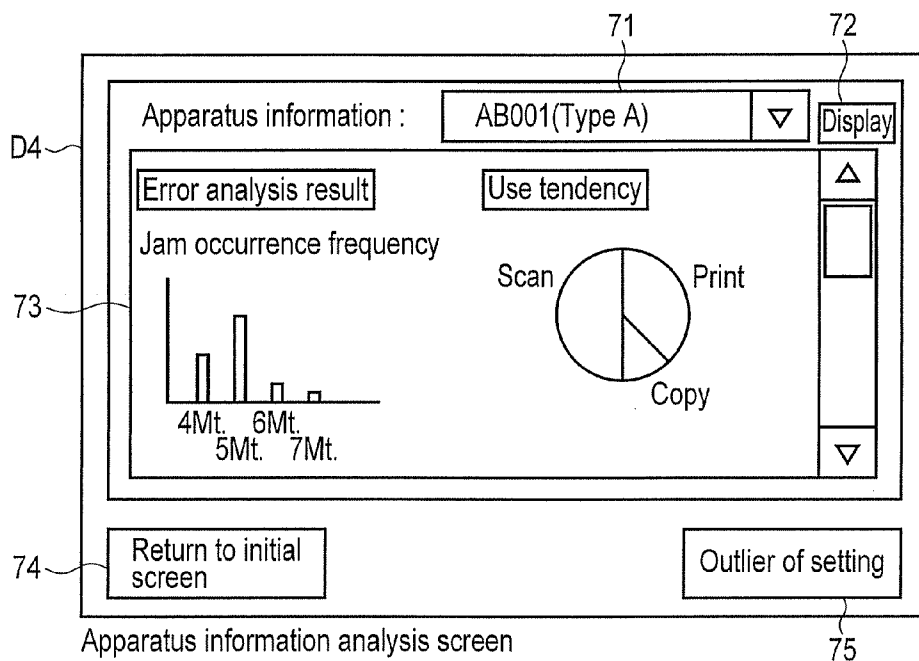 71
72
D4
Apparatus information :
AB001(Type A)
▽
Display
Error analysis result
Use tendency
△
Jam occurrence frequency
Scan
Print
73
Copy
4Mt. 6Mt.
5Mt. 7Mt.
▽
74
Return to initial
screen
Outlier of setting
Apparatus information analysis screen
75